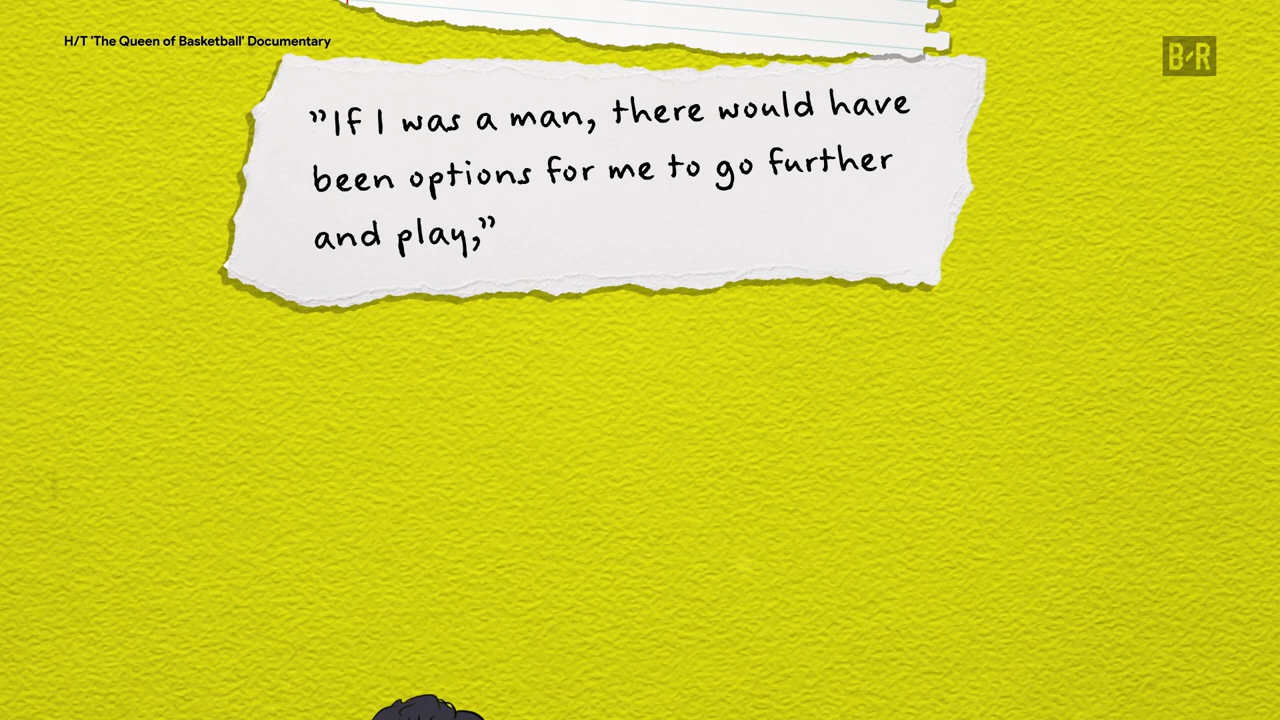 H/T 'The Queen of Basketball' Documentary
B/R
”If I was a man, there would have
been options for me to go further
and play,”